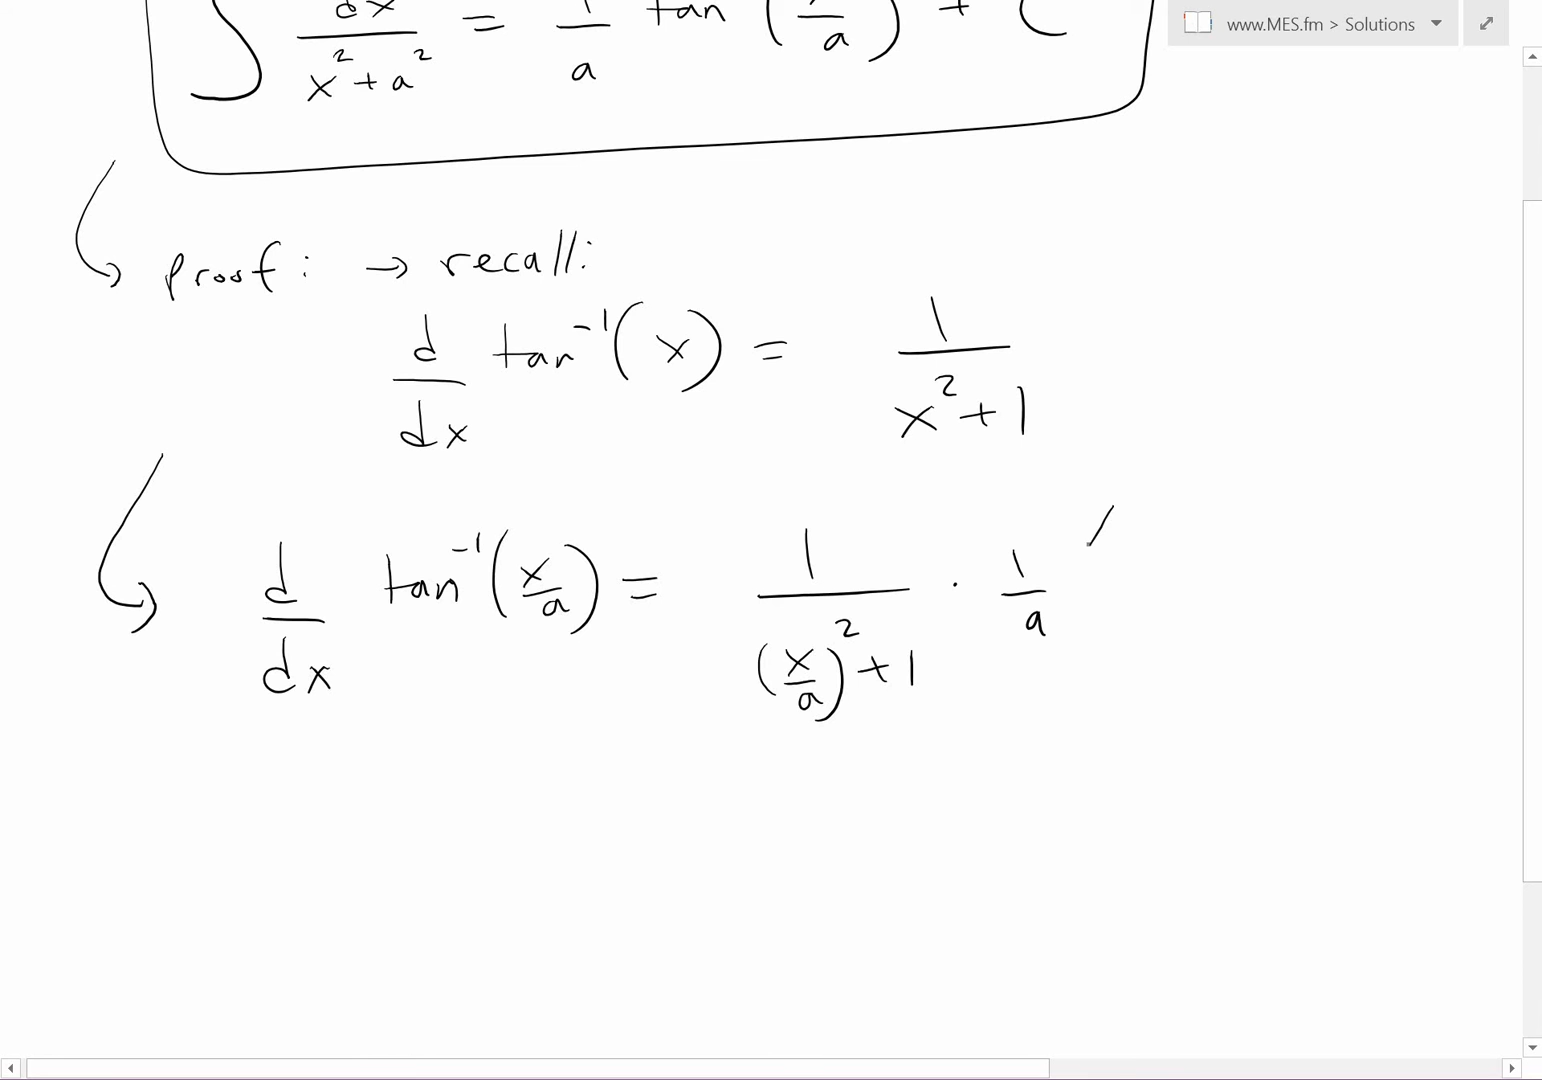 www.MES.fm > Solutions
∫ dx/(x² + a²) = 1/a tan (x/a) + C
proof: → recall:
d/dx tan⁻¹(x) = 1/(x² + 1)
d/dx tan⁻¹(x/a) = 1/((x/a)² + 1) · 1/a